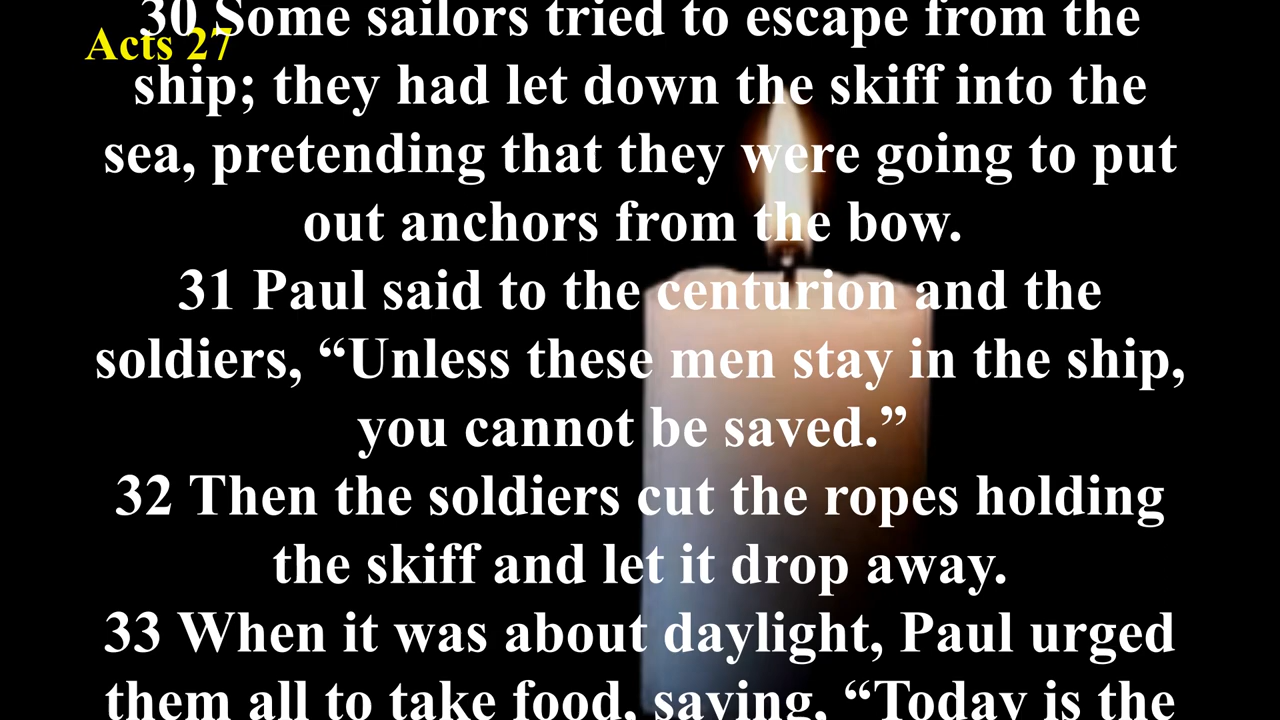 30 Some sailors tried to escape from the
Acts 27
ship; they had let down the skiff into the
sea, pretending that they were going to put
out anchors from the bow.
31 Paul said to the centurion and the
soldiers, “Unless these men stay in the ship,
you cannot be saved.”
32 Then the soldiers cut the ropes holding
the skiff and let it drop away.
33 When it was about daylight, Paul urged
them all to take food, saying, “Today is the